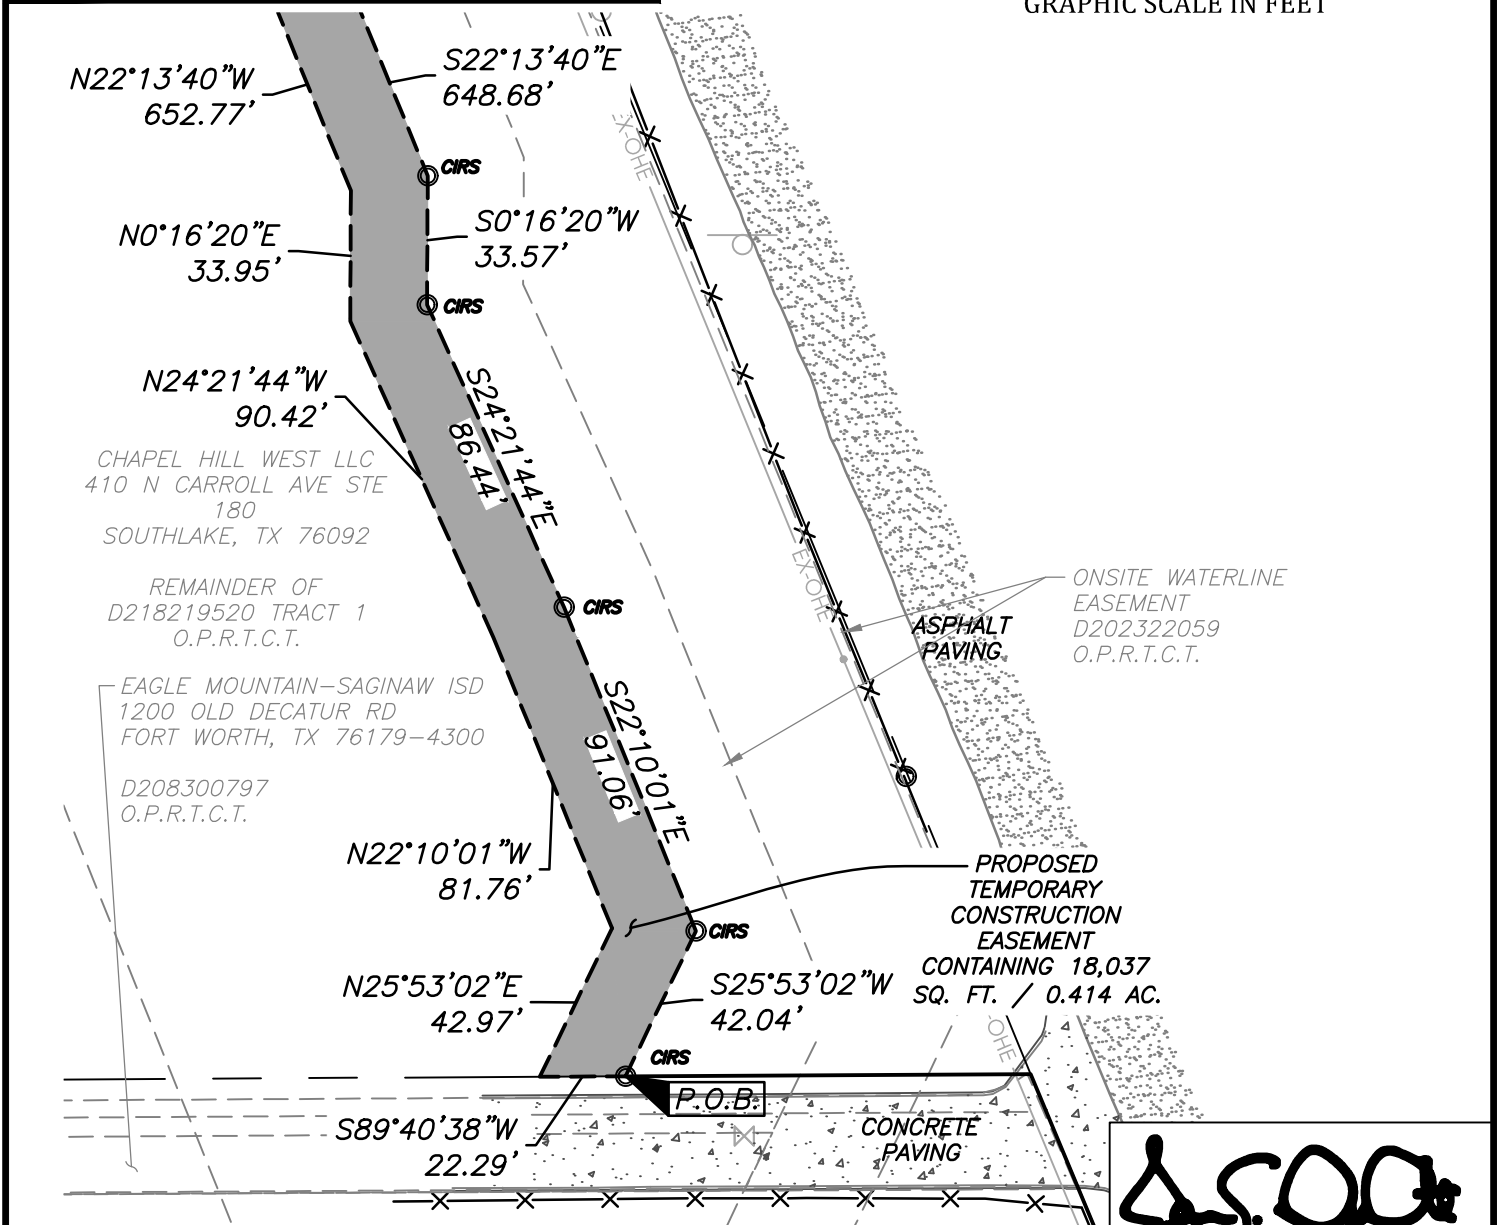 GRAPHIC SCALE IN FEET
N22°13'40"W
652.77'
S22°13'40"E
648.68'
CIRS
EX-OHE
N0°16'20"E
33.95'
S0°16'20"W
33.57'
CIRS
N24°21'44"W
90.42'
S24°21'44"E
86.44'
CHAPEL HILL WEST LLC
410 N CARROLL AVE STE
180
SOUTHLAKE, TX 76092
REMAINDER OF
D218219520 TRACT 1
O.P.R.T.C.T.
CIRS
EX-OHE
ASPHALT
PAVING
ONSITE WATERLINE
EASEMENT
D202322059
O.P.R.T.C.T.
EAGLE MOUNTAIN-SAGINAW ISD
1200 OLD DECATUR RD
FORT WORTH, TX 76179-4300
D208300797
O.P.R.T.C.T.
S22°10'01"E
91.06'
N22°10'01"W
81.76'
PROPOSED
TEMPORARY
CONSTRUCTION
EASEMENT
CONTAINING 18,037
SQ. FT. / 0.414 AC.
CIRS
N25°53'02"E
42.97'
S25°53'02"W
42.04'
-OHE
CIRS
P.O.B.
S89°40'38"W
22.29'
CONCRETE
PAVING